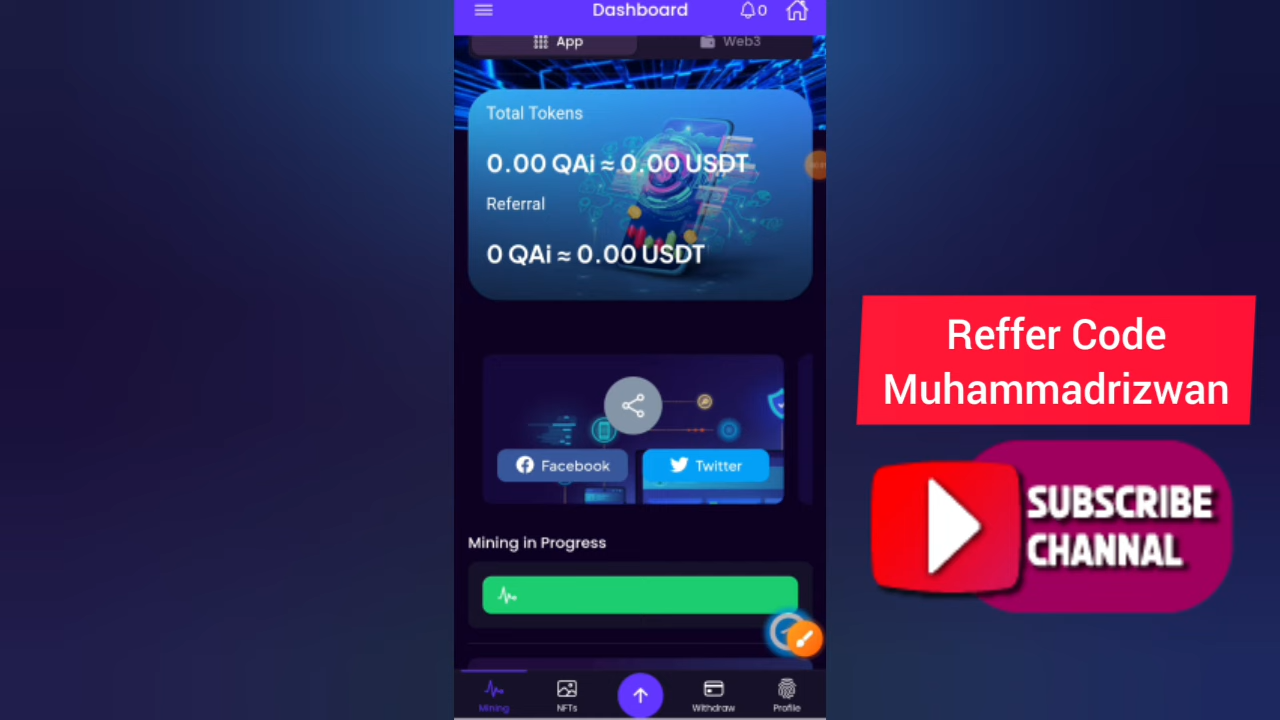 Dashboard
0
App
Web3
Total Tokens
0.00 QAi ≈ 0.00 USDT
Referral
0 QAi ≈ 0.00 USDT
Facebook
Twitter
Mining in Progress
Mining
NFTs
Withdraw
Profile
Reffer Code
Muhammadrizwan
SUBSCRIBE
CHANNAL